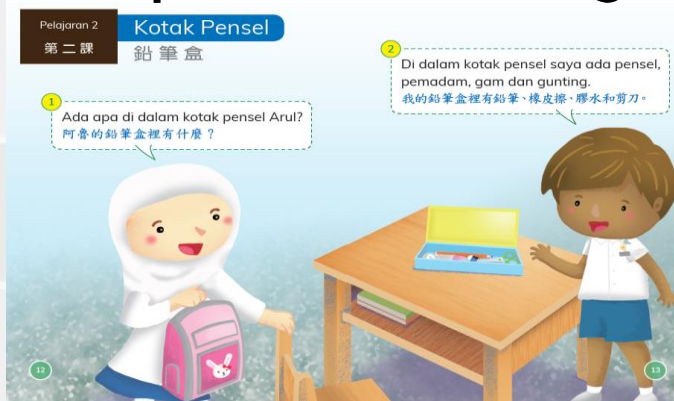 Pelajaran 2
第二課
Kotak Pensel
鉛筆盒
1
Ada apa di dalam kotak pensel Arul?
阿魯的鉛筆盒裡有什麼？
2
Di dalam kotak pensel saya ada pensel,
pemadam, gam dan gunting.
我的鉛筆盒裡有鉛筆、橡皮擦、膠水和剪刀。
12
13